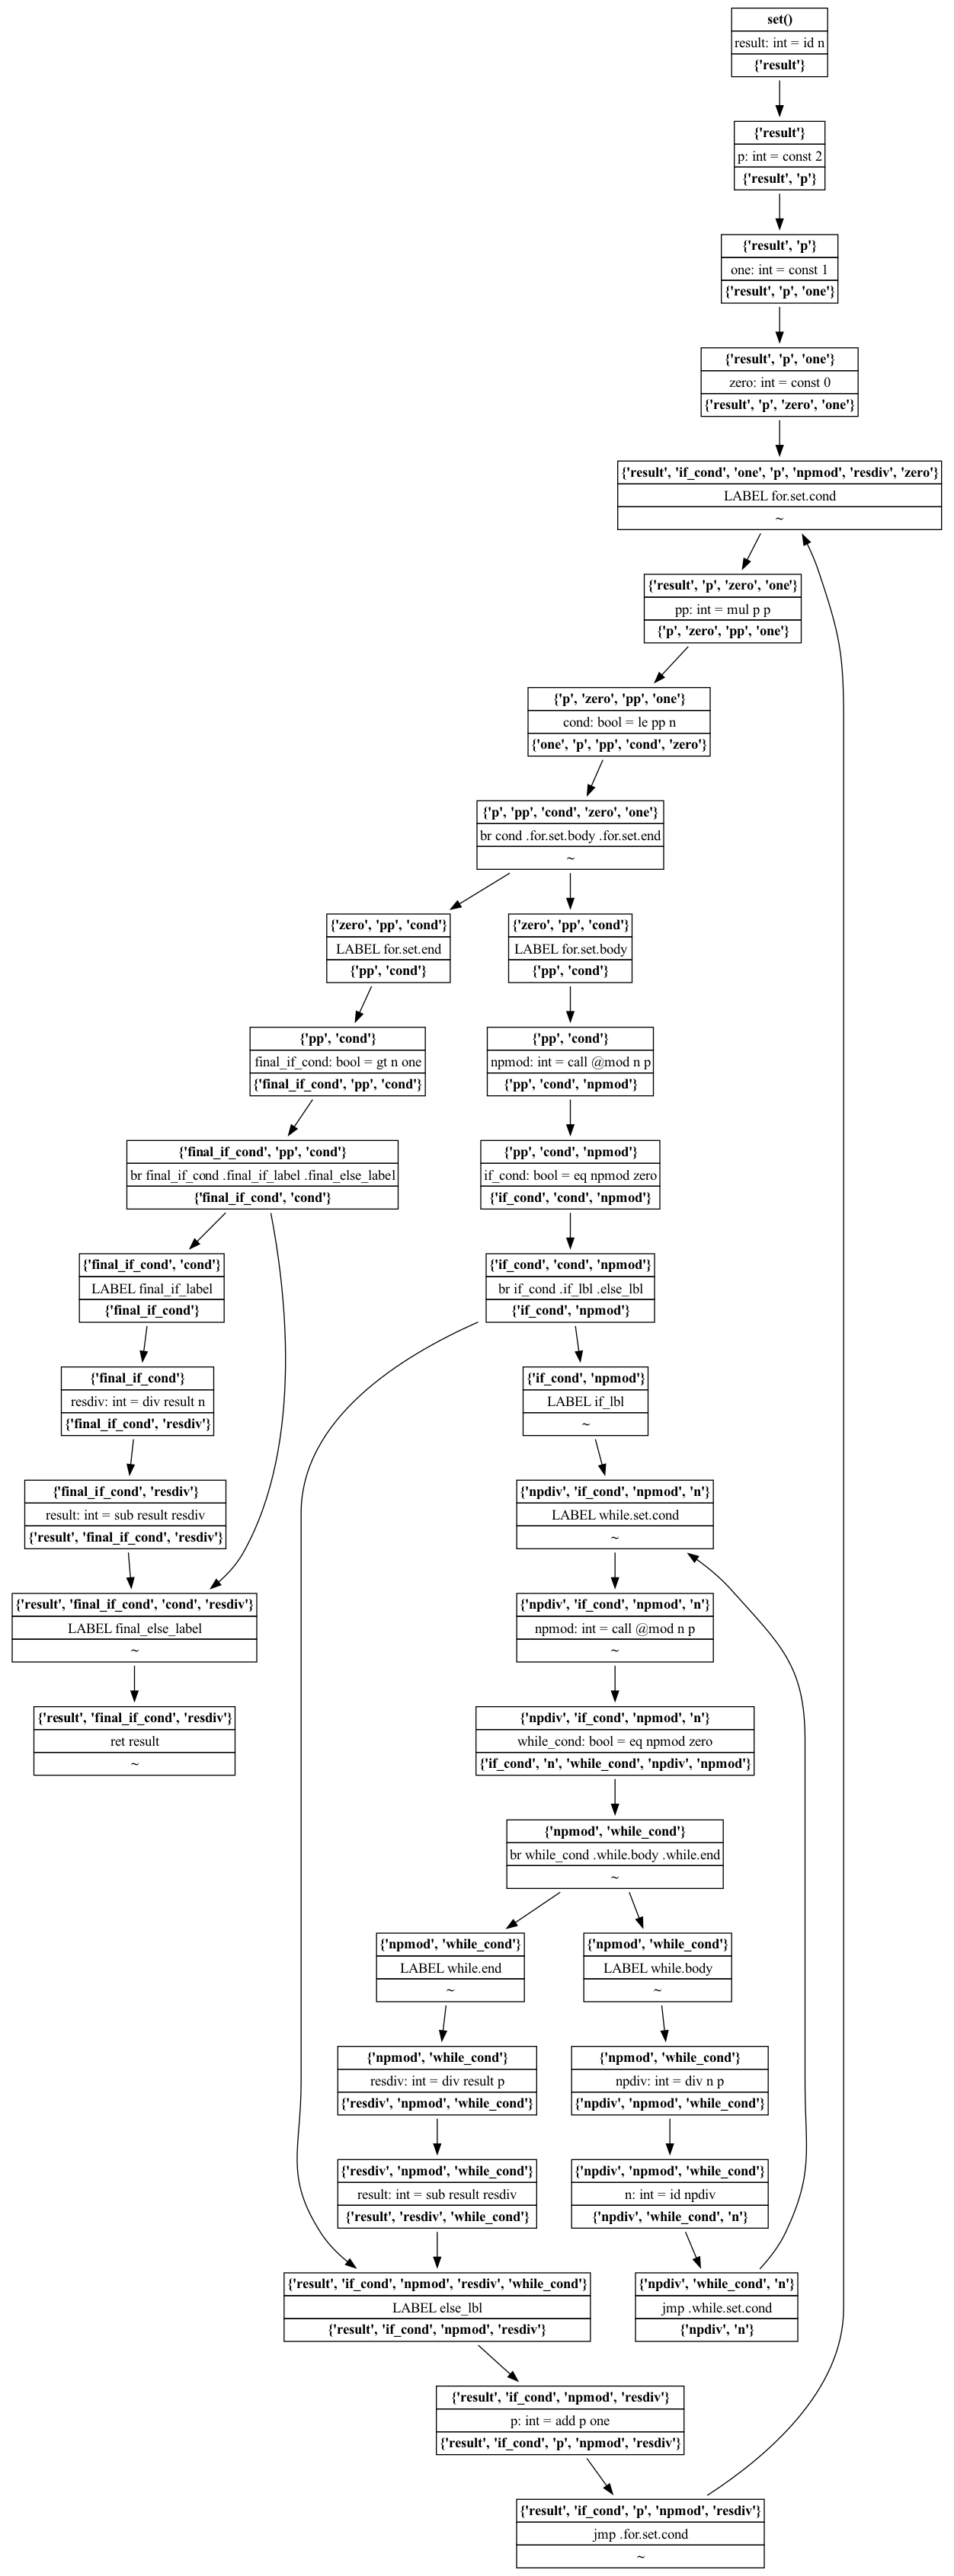 set()
result: int = id n
{'result'}
{'result'}
p: int = const 2
{'result', 'p'}
{'result', 'p'}
one: int = const 1
{'result', 'p', 'one'}
{'result', 'p', 'one'}
zero: int = const 0
{'result', 'p', 'zero', 'one'}
{'result', 'if_cond', 'one', 'p', 'npmod', 'resdiv', 'zero'}
LABEL for.set.cond
~
{'result', 'p', 'zero', 'one'}
pp: int = mul p p
{'p', 'zero', 'pp', 'one'}
{'p', 'zero', 'pp', 'one'}
cond: bool = le pp n
{'one', 'p', 'pp', 'cond', 'zero'}
{'p', 'pp', 'cond', 'zero', 'one'}
br cond .for.set.body .for.set.end
~
{'zero', 'pp', 'cond'}
LABEL for.set.end
{'pp', 'cond'}
{'zero', 'pp', 'cond'}
LABEL for.set.body
{'pp', 'cond'}
{'pp', 'cond'}
final_if_cond: bool = gt n one
{'final_if_cond', 'pp', 'cond'}
{'pp', 'cond'}
npmod: int = call @mod n p
{'pp', 'cond', 'npmod'}
{'final_if_cond', 'pp', 'cond'}
br final_if_cond .final_if_label .final_else_label
{'final_if_cond', 'cond'}
{'pp', 'cond', 'npmod'}
if_cond: bool = eq npmod zero
{'if_cond', 'cond', 'npmod'}
{'final_if_cond', 'cond'}
LABEL final_if_label
{'final_if_cond'}
{'if_cond', 'cond', 'npmod'}
br if_cond .if_lbl .else_lbl
{'if_cond', 'npmod'}
{'final_if_cond'}
resdiv: int = div result n
{'final_if_cond', 'resdiv'}
{'if_cond', 'npmod'}
LABEL if_lbl
~
{'final_if_cond', 'resdiv'}
result: int = sub result resdiv
{'result', 'final_if_cond', 'resdiv'}
{'npdiv', 'if_cond', 'npmod', 'n'}
LABEL while.set.cond
~
{'result', 'final_if_cond', 'cond', 'resdiv'}
LABEL final_else_label
~
{'npdiv', 'if_cond', 'npmod', 'n'}
npmod: int = call @mod n p
~
{'result', 'final_if_cond', 'resdiv'}
ret result
~
{'npdiv', 'if_cond', 'npmod', 'n'}
while_cond: bool = eq npmod zero
{'if_cond', 'n', 'while_cond', 'npdiv', 'npmod'}
{'npmod', 'while_cond'}
br while_cond .while.body .while.end
~
{'npmod', 'while_cond'}
LABEL while.end
~
{'npmod', 'while_cond'}
LABEL while.body
~
{'npmod', 'while_cond'}
resdiv: int = div result p
{'resdiv', 'npmod', 'while_cond'}
{'npmod', 'while_cond'}
npdiv: int = div n p
{'npdiv', 'npmod', 'while_cond'}
{'resdiv', 'npmod', 'while_cond'}
result: int = sub result resdiv
{'result', 'resdiv', 'while_cond'}
{'npdiv', 'npmod', 'while_cond'}
n: int = id npdiv
{'npdiv', 'while_cond', 'n'}
{'result', 'if_cond', 'npmod', 'resdiv', 'while_cond'}
LABEL else_lbl
{'result', 'if_cond', 'npmod', 'resdiv'}
{'npdiv', 'while_cond', 'n'}
jmp .while.set.cond
{'npdiv', 'n'}
{'result', 'if_cond', 'npmod', 'resdiv'}
p: int = add p one
{'result', 'if_cond', 'p', 'npmod', 'resdiv'}
{'result', 'if_cond', 'p', 'npmod', 'resdiv'}
jmp .for.set.cond
~